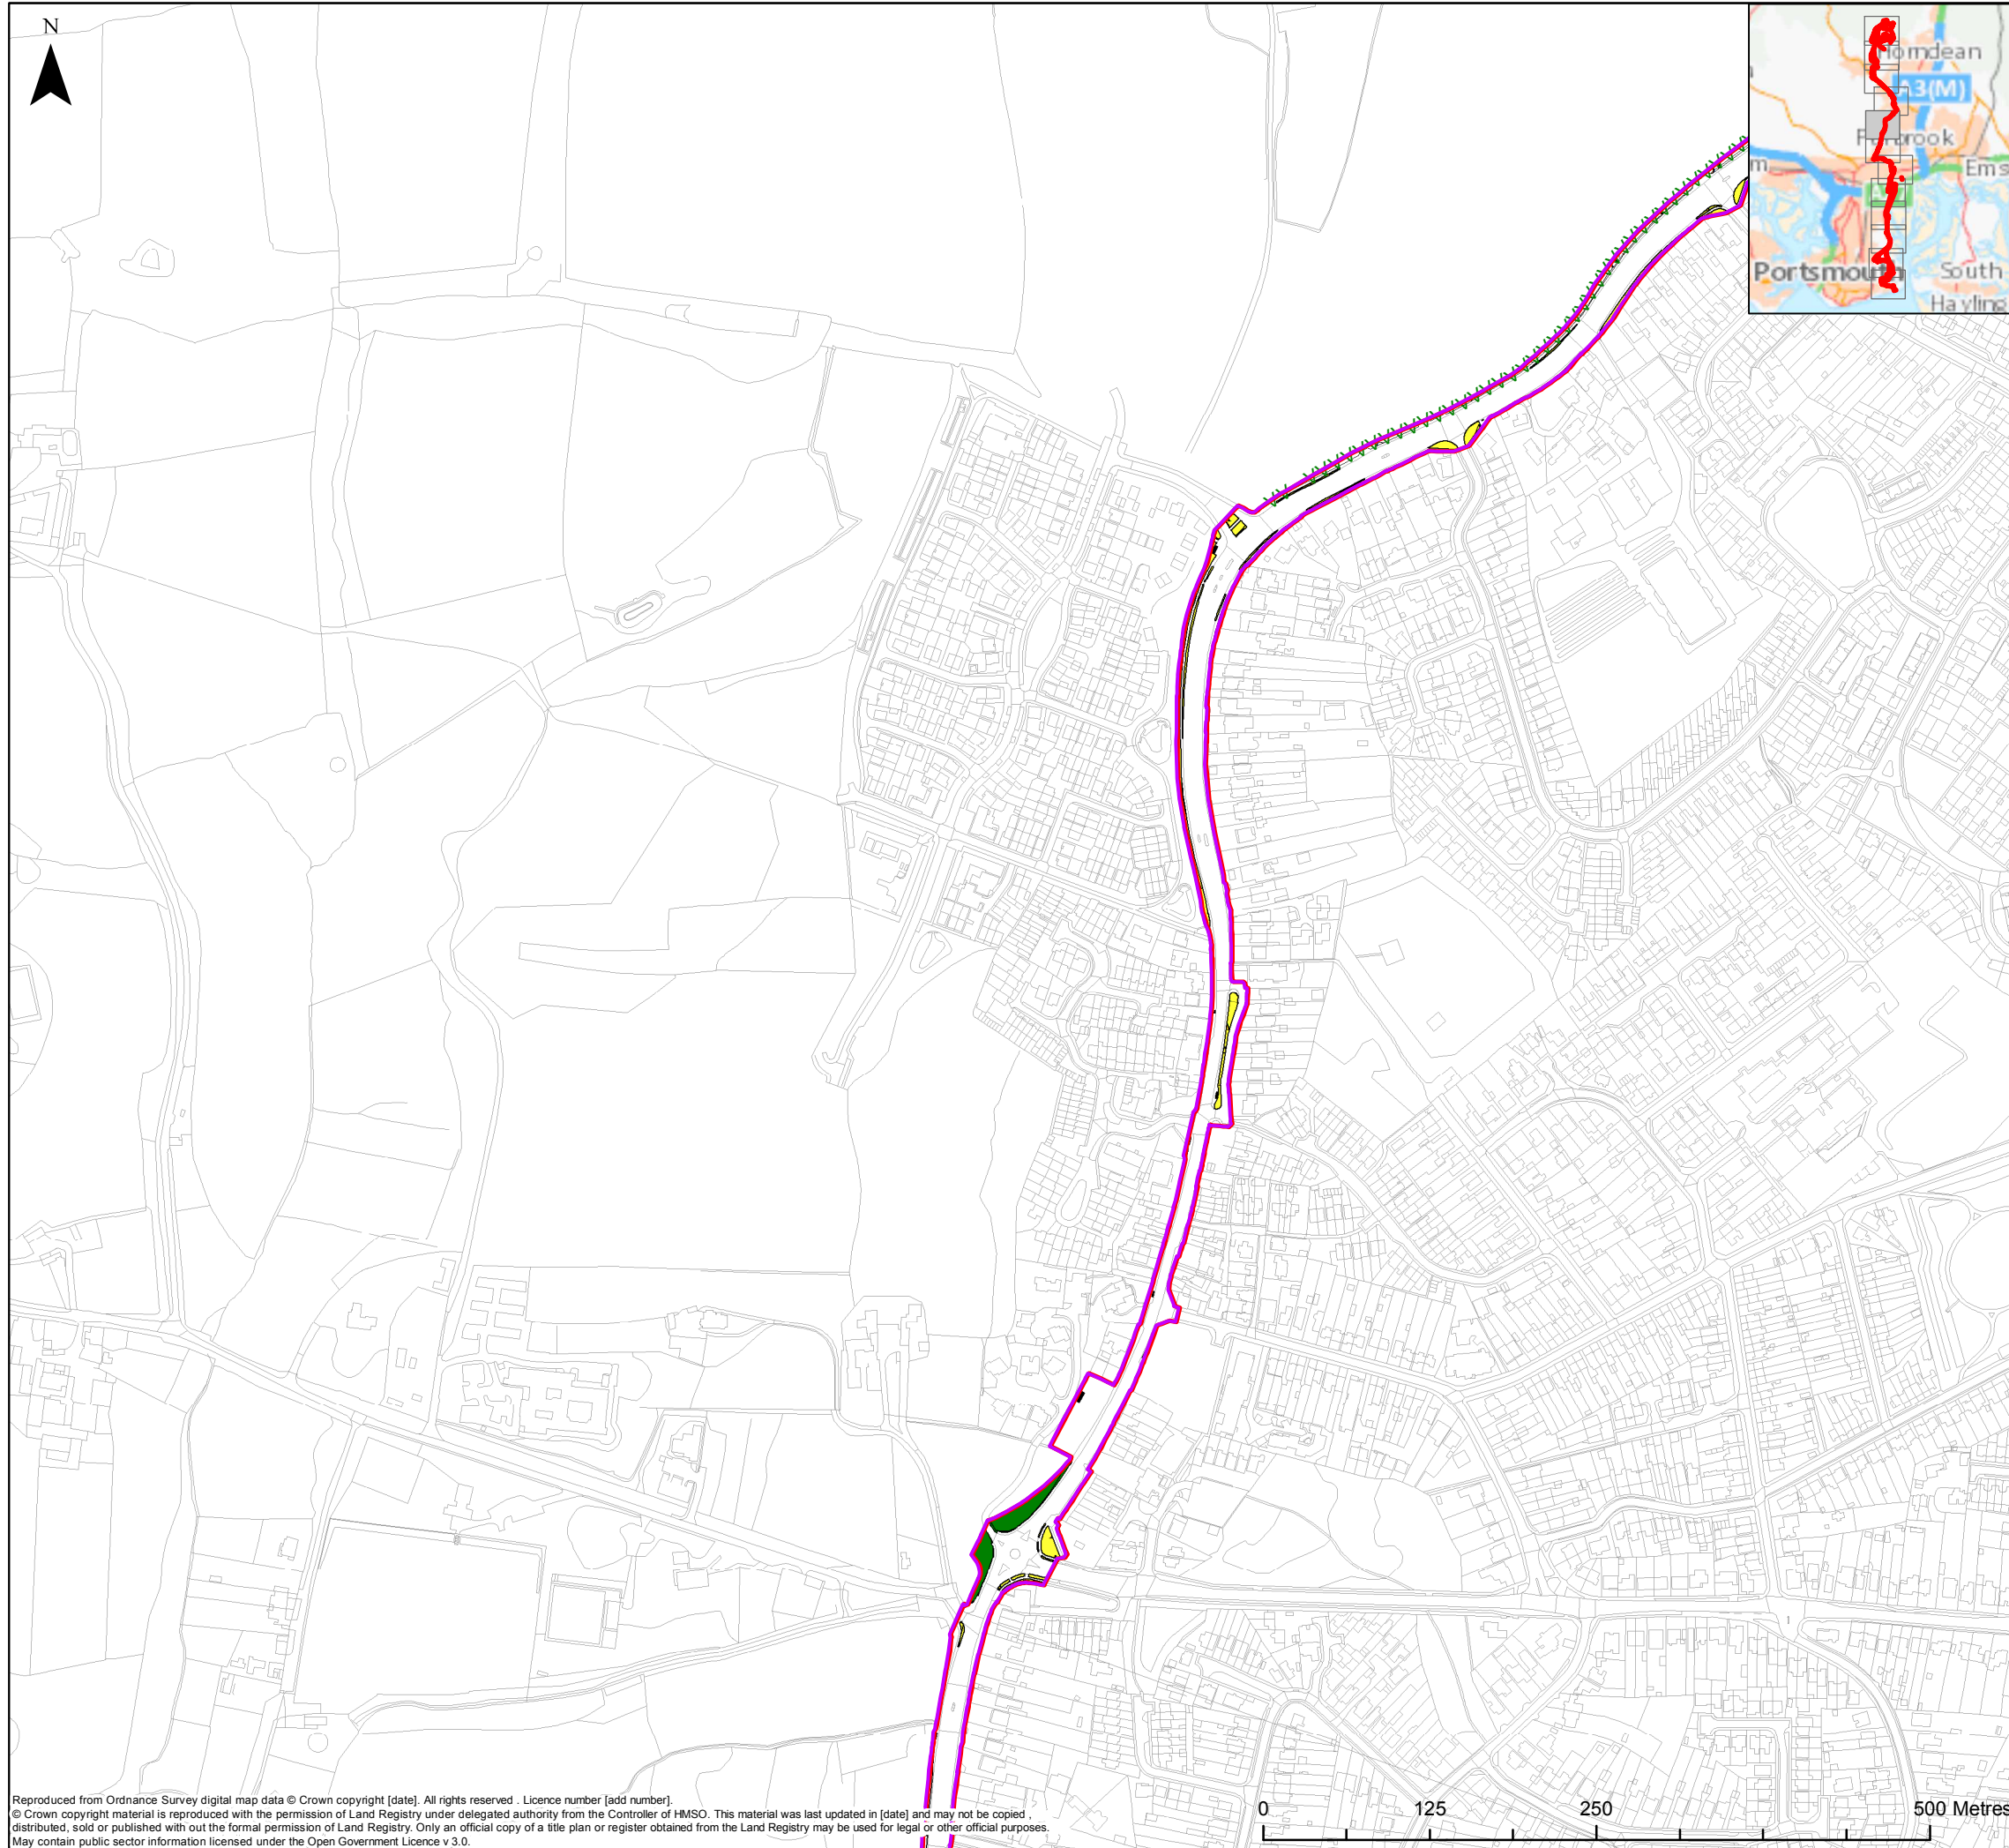 N
Horndean
A3(M)
Ems
Portsmouth
South
Hayling
0 125 250 500 Metres
Reproduced from Ordnance Survey digital map data © Crown copyright [date]. All rights reserved . Licence number [add number].
© Crown copyright material is reproduced with the permission of Land Registry under delegated authority from the Controller of HMSO. This material was last updated in [date] and may not be copied ,
distributed, sold or published with out the formal permission of Land Registry. Only an official copy of a title plan or register obtained from the Land Registry may be used for legal or other official purposes.
May contain public sector information licensed under the Open Government Licence v 3.0.